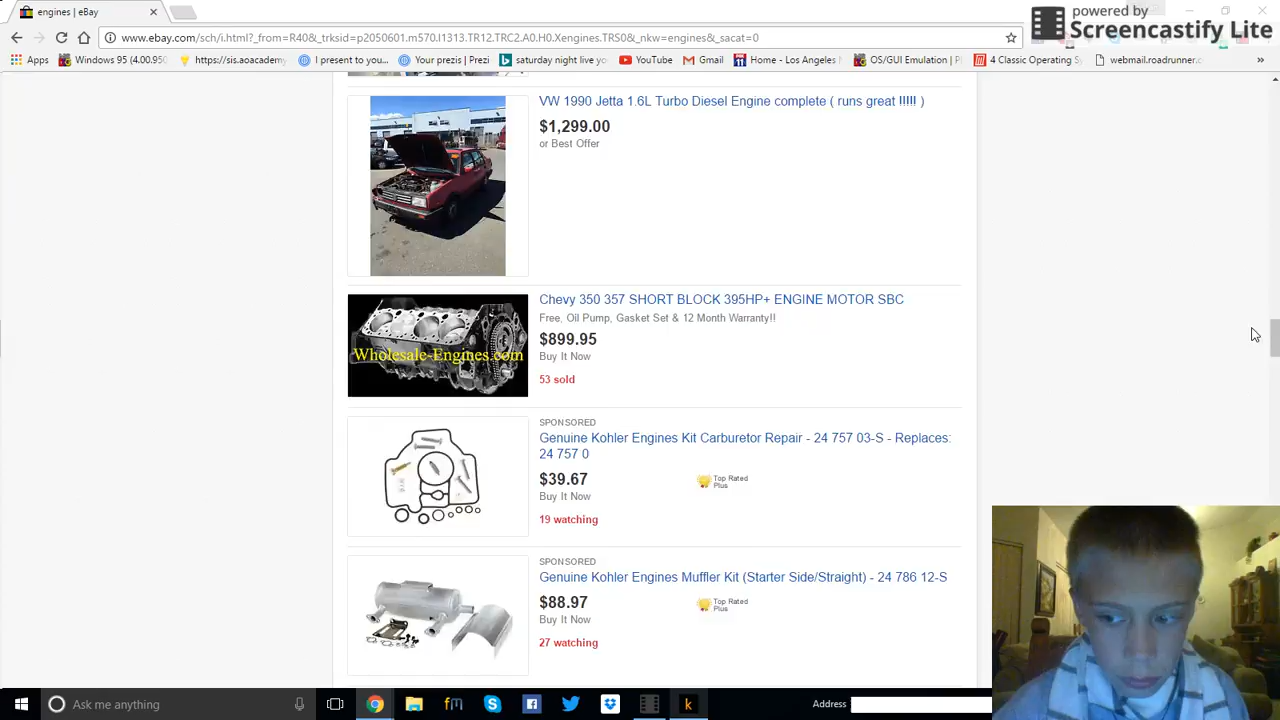 engines | eBay
powered by
Screencastify Lite
www.ebay.com/sch/i.html?_from=R40&_trksid=p2050601.m570.l1313.TR12.TRC2.A0.H0.Xengines.TRS0&_nkw=engines&_sacat=0
Apps
Windows 95 (4.00.950
https://sis.aoacademy
I present to you...
Your prezis | Prezi
saturday night live yo
YouTube
Gmail
Home - Los Angeles
OS/GUI Emulation |
4 Classic Operating Sy
webmail.roadrunner.c
»
VW 1990 Jetta 1.6L Turbo Diesel Engine complete ( runs great !!!!! )
$1,299.00
or Best Offer
Chevy 350 357 SHORT BLOCK 395HP+ ENGINE MOTOR SBC
Free, Oil Pump, Gasket Set & 12 Month Warranty!!
$899.95
Buy It Now
53 sold
Wholesale-Engines.com
SPONSORED
Genuine Kohler Engines Kit Carburetor Repair - 24 757 03-S - Replaces:
24 757 0
$39.67
Buy It Now
Top Rated
Plus
19 watching
SPONSORED
Genuine Kohler Engines Muffler Kit (Starter Side/Straight) - 24 786 12-S
$88.97
Buy It Now
Top Rated
Plus
27 watching
Ask me anything
fM
k
Address